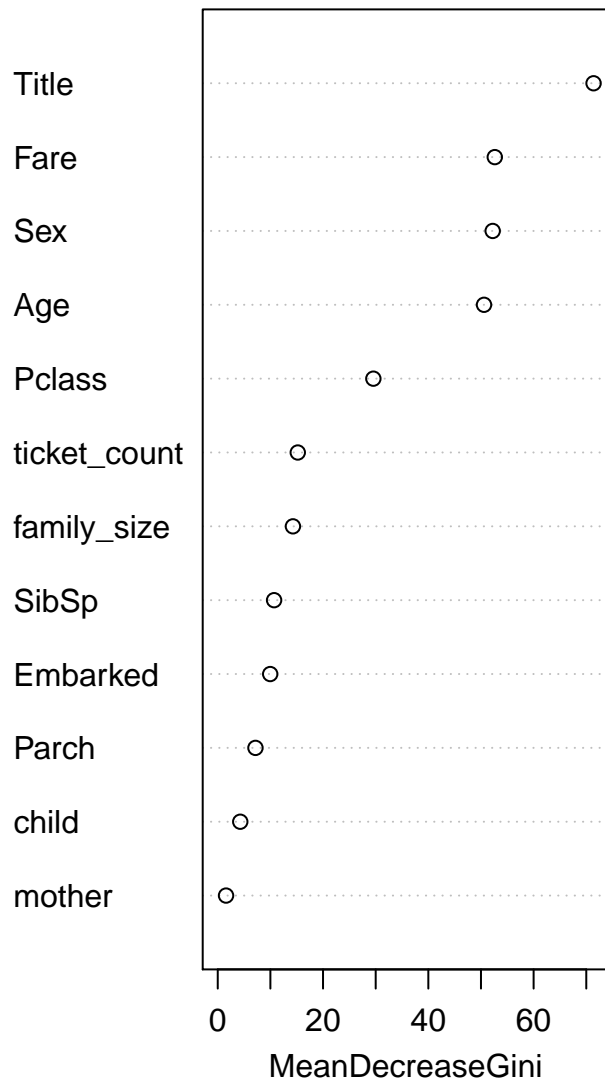 Title
Fare
Sex
Age
Pclass
ticket_count
family_size
SibSp
Embarked
Parch
child
mother
0 20 40 60
MeanDecreaseGini